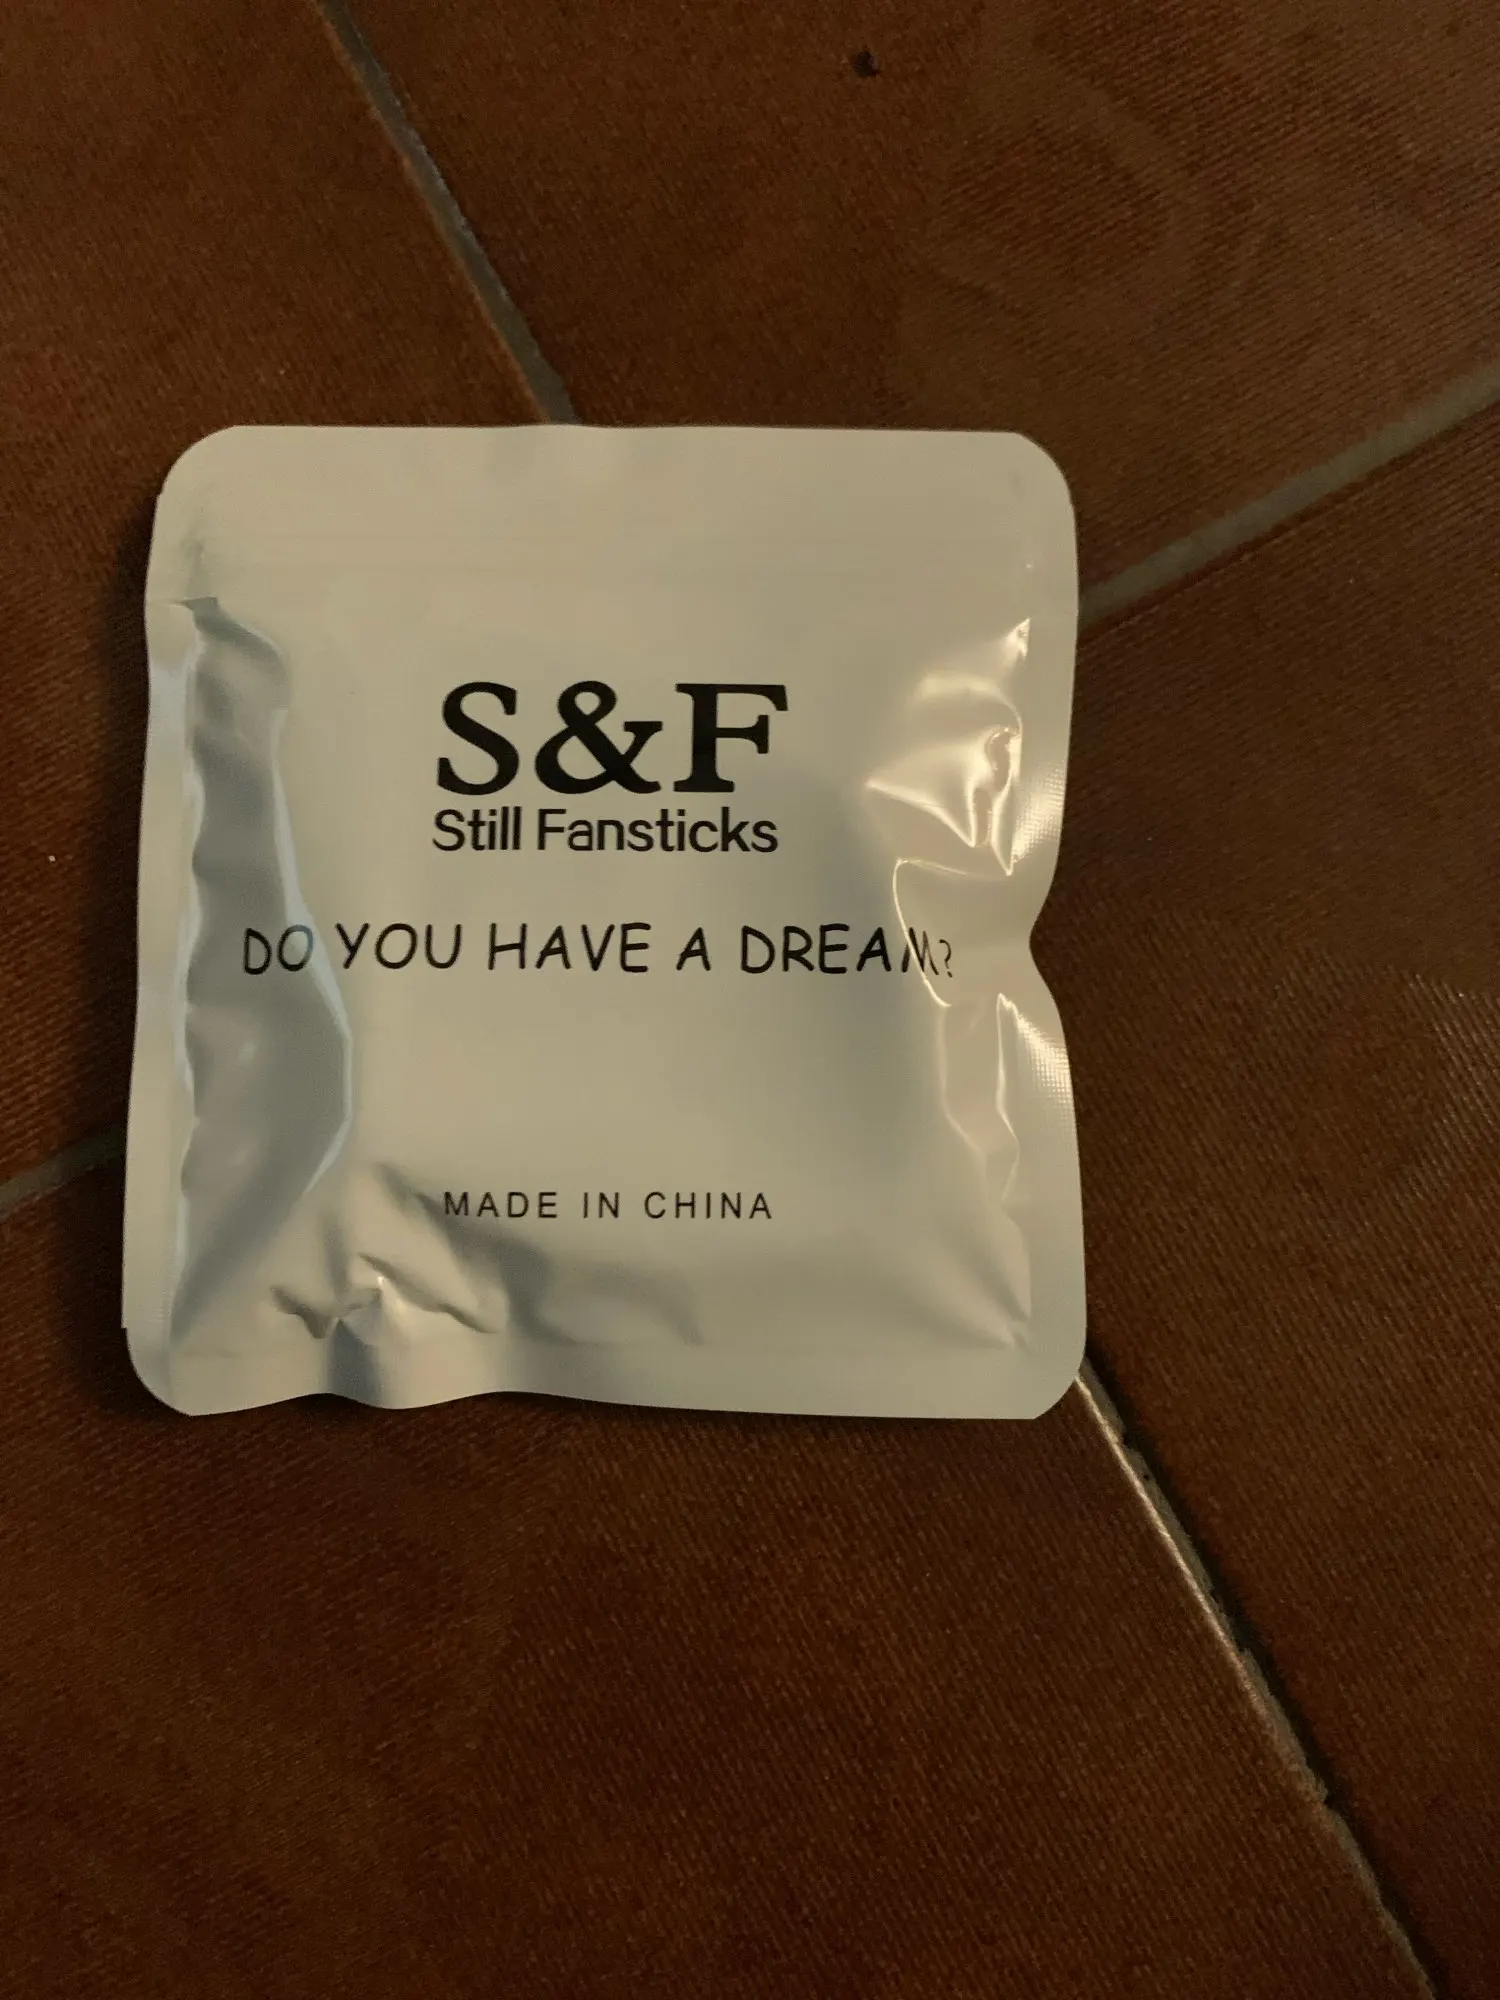 S&F
Still Fansticks
DO YOU HAVE A DREAM?
MADE IN CHINA